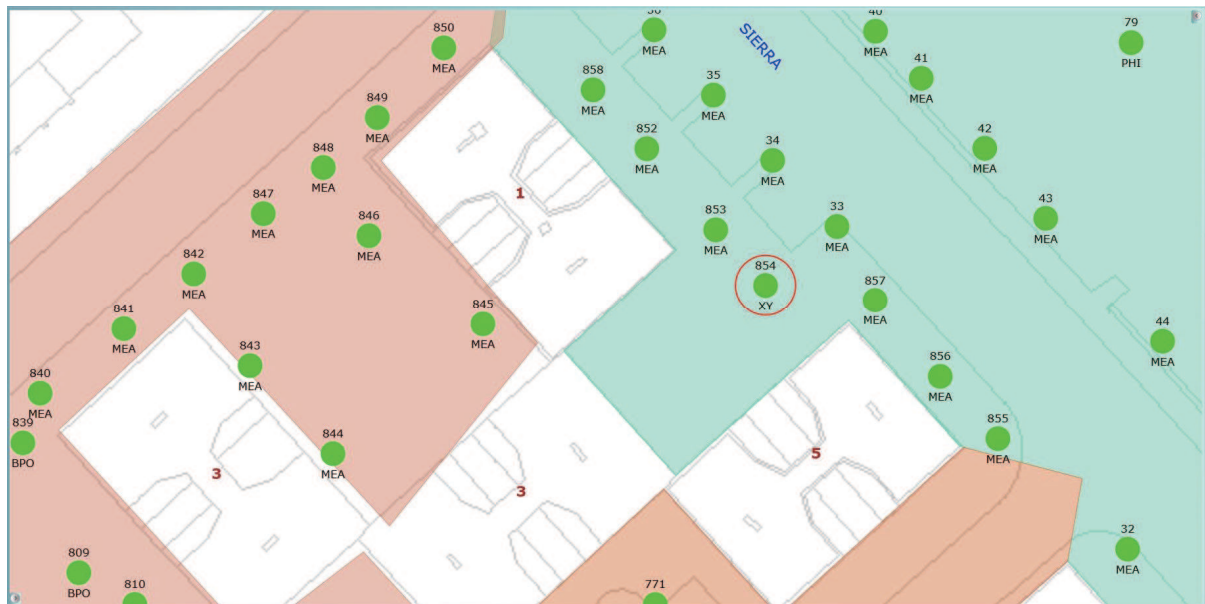 36
MEA
40
MEA
79
PHI
SIERRA
850
MEA
41
MEA
858
MEA
35
MEA
849
MEA
852
MEA
34
MEA
42
MEA
848
MEA
1
847
MEA
846
MEA
853
MEA
33
MEA
43
MEA
842
MEA
854
XY
857
MEA
841
MEA
845
MEA
44
MEA
843
MEA
856
MEA
840
MEA
839
BPO
844
MEA
855
MEA
5
3
3
32
MEA
809
BPO
810
771